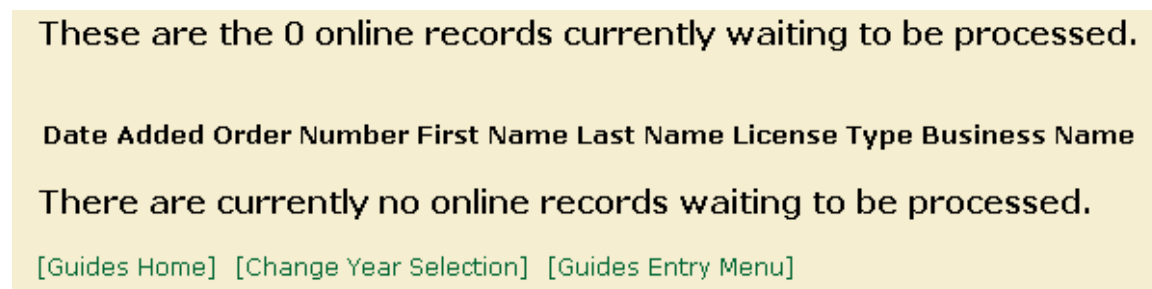 These are the 0 online records currently waiting to be processed.
Date Added Order Number First Name Last Name License Type Business Name
There are currently no online records waiting to be processed.
[Guides Home] [Change Year Selection] [Guides Entry Menu]